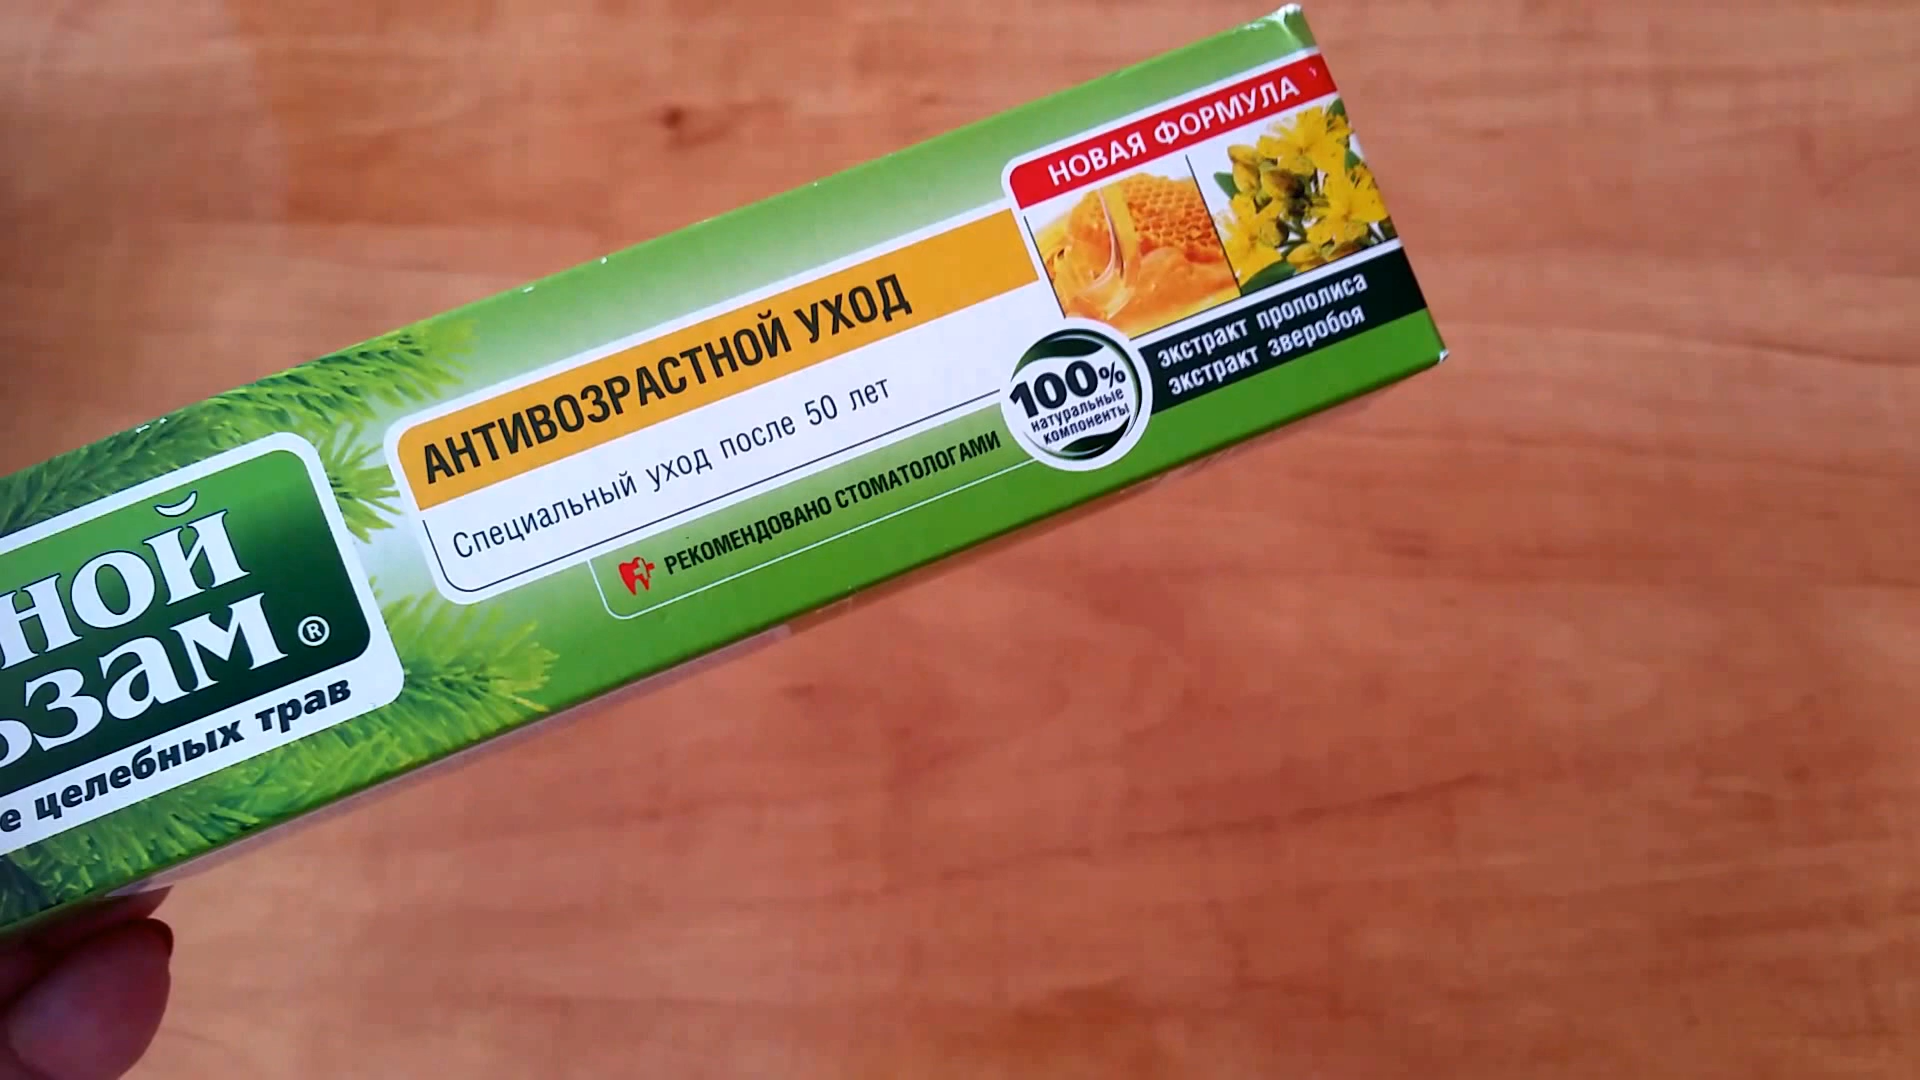 НОВАЯ ФОРМУЛА
АНТИВОЗРАСТНОЙ УХОД
Специальный уход после 50 лет
РЕКОМЕНДОВАНО СТОМАТОЛОГАМИ
100%
натуральные
компоненты
экстракт прополиса
экстракт зверобоя
ной
ьзам®
е целебных трав